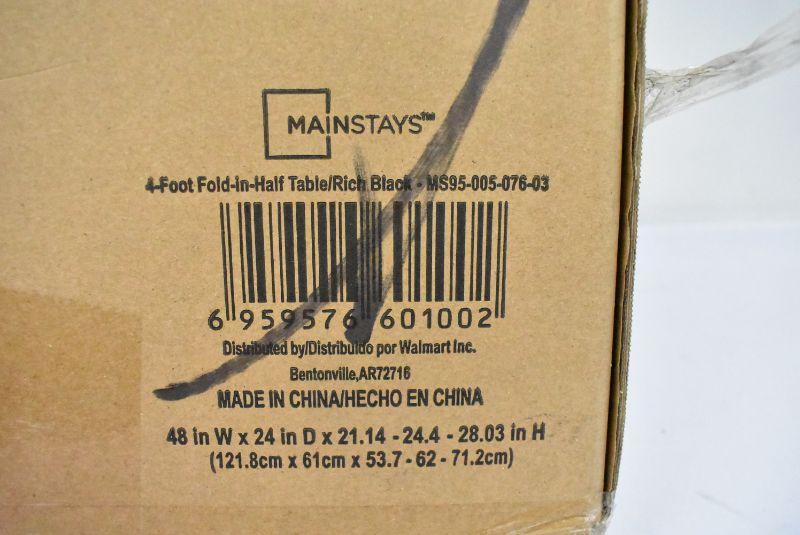 MAINSTAYS™
4-Foot Fold-in-Half Table/Rich Black - MS95-005-076-03
6 959576 601002
Distributed by/Distribuido por Walmart Inc.
Bentonville,AR72716
MADE IN CHINA/HECHO EN CHINA
48 in W x 24 in D x 21.14 - 24.4 - 28.03 in H
(121.8cm x 61cm x 53.7 - 62 - 71.2cm)